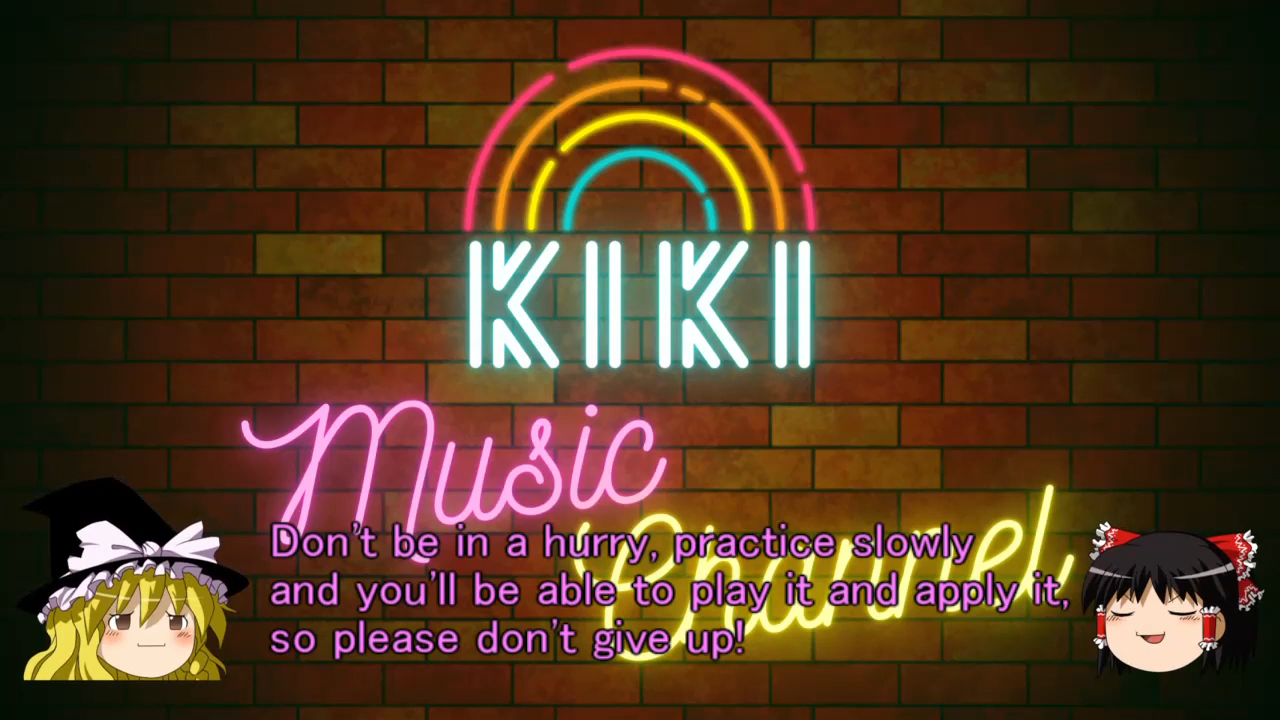 KIKI
Music
Channel
Don't be in a hurry, practice slowly
and you'll be able to play it and apply it,
so please don't give up!